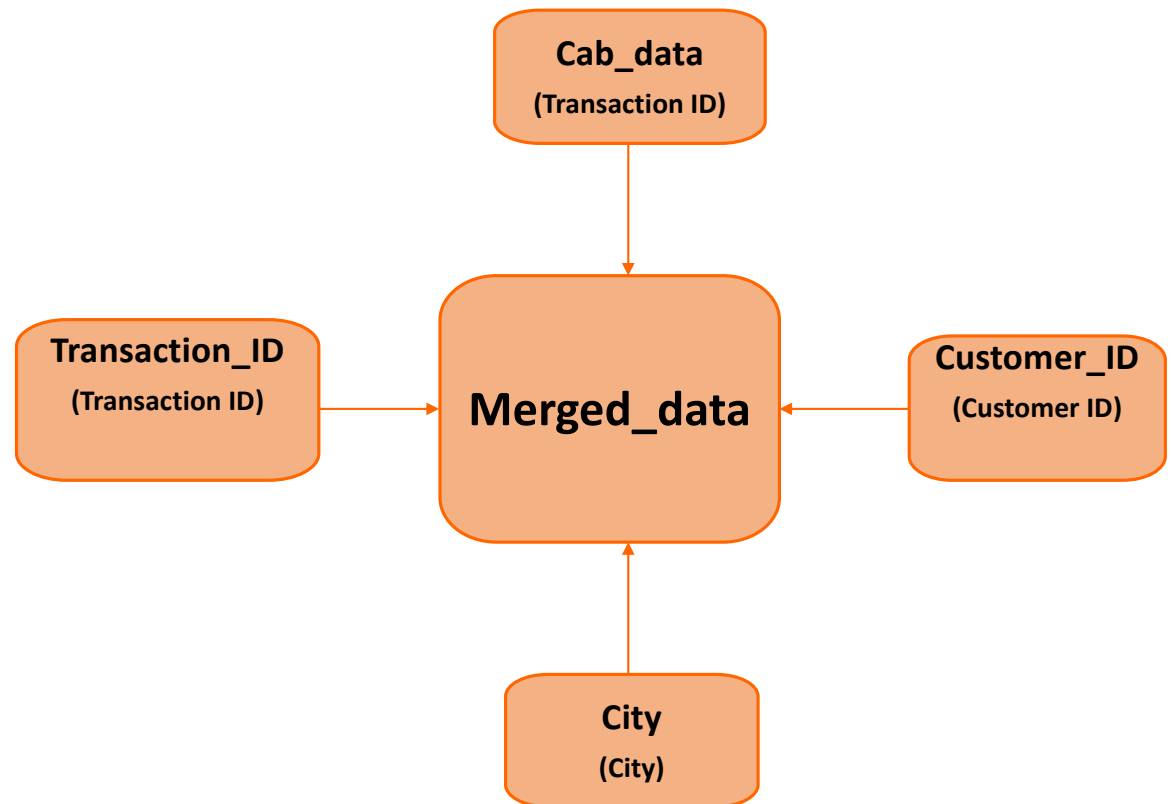 Cab_data
(Transaction ID)
Transaction_ID
(Transaction ID)
Merged_data
Customer_ID
(Customer ID)
City
(City)